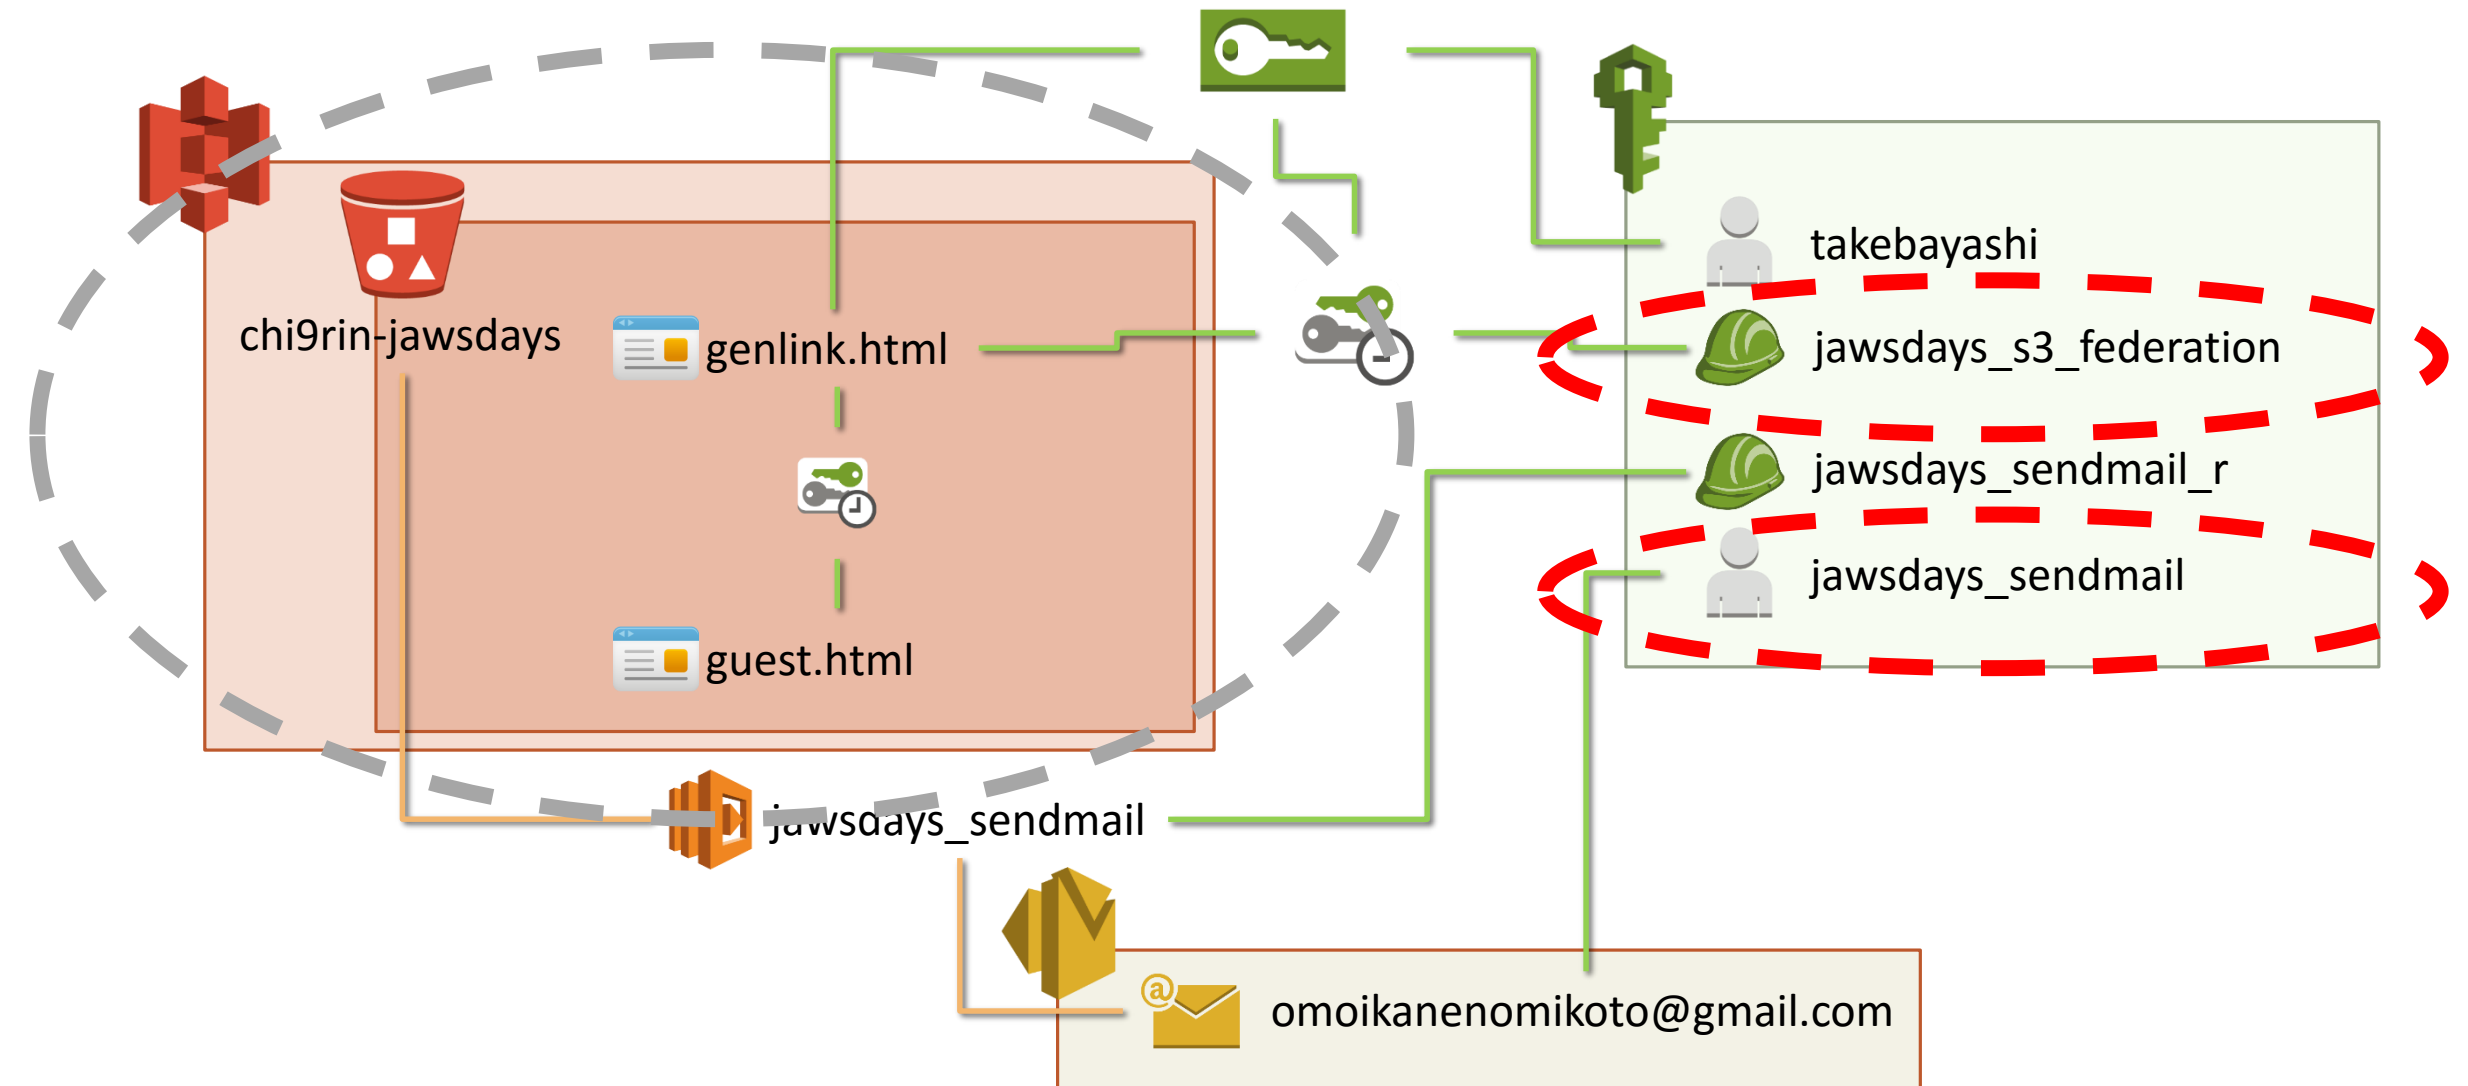 takebayashi
chi9rin-jawsdays
genlink.html
jawsdays_s3_federation
jawsdays_sendmail_r
jawsdays_sendmail
guest.html
jawsdays_sendmail
omoikanenomikoto@gmail.com